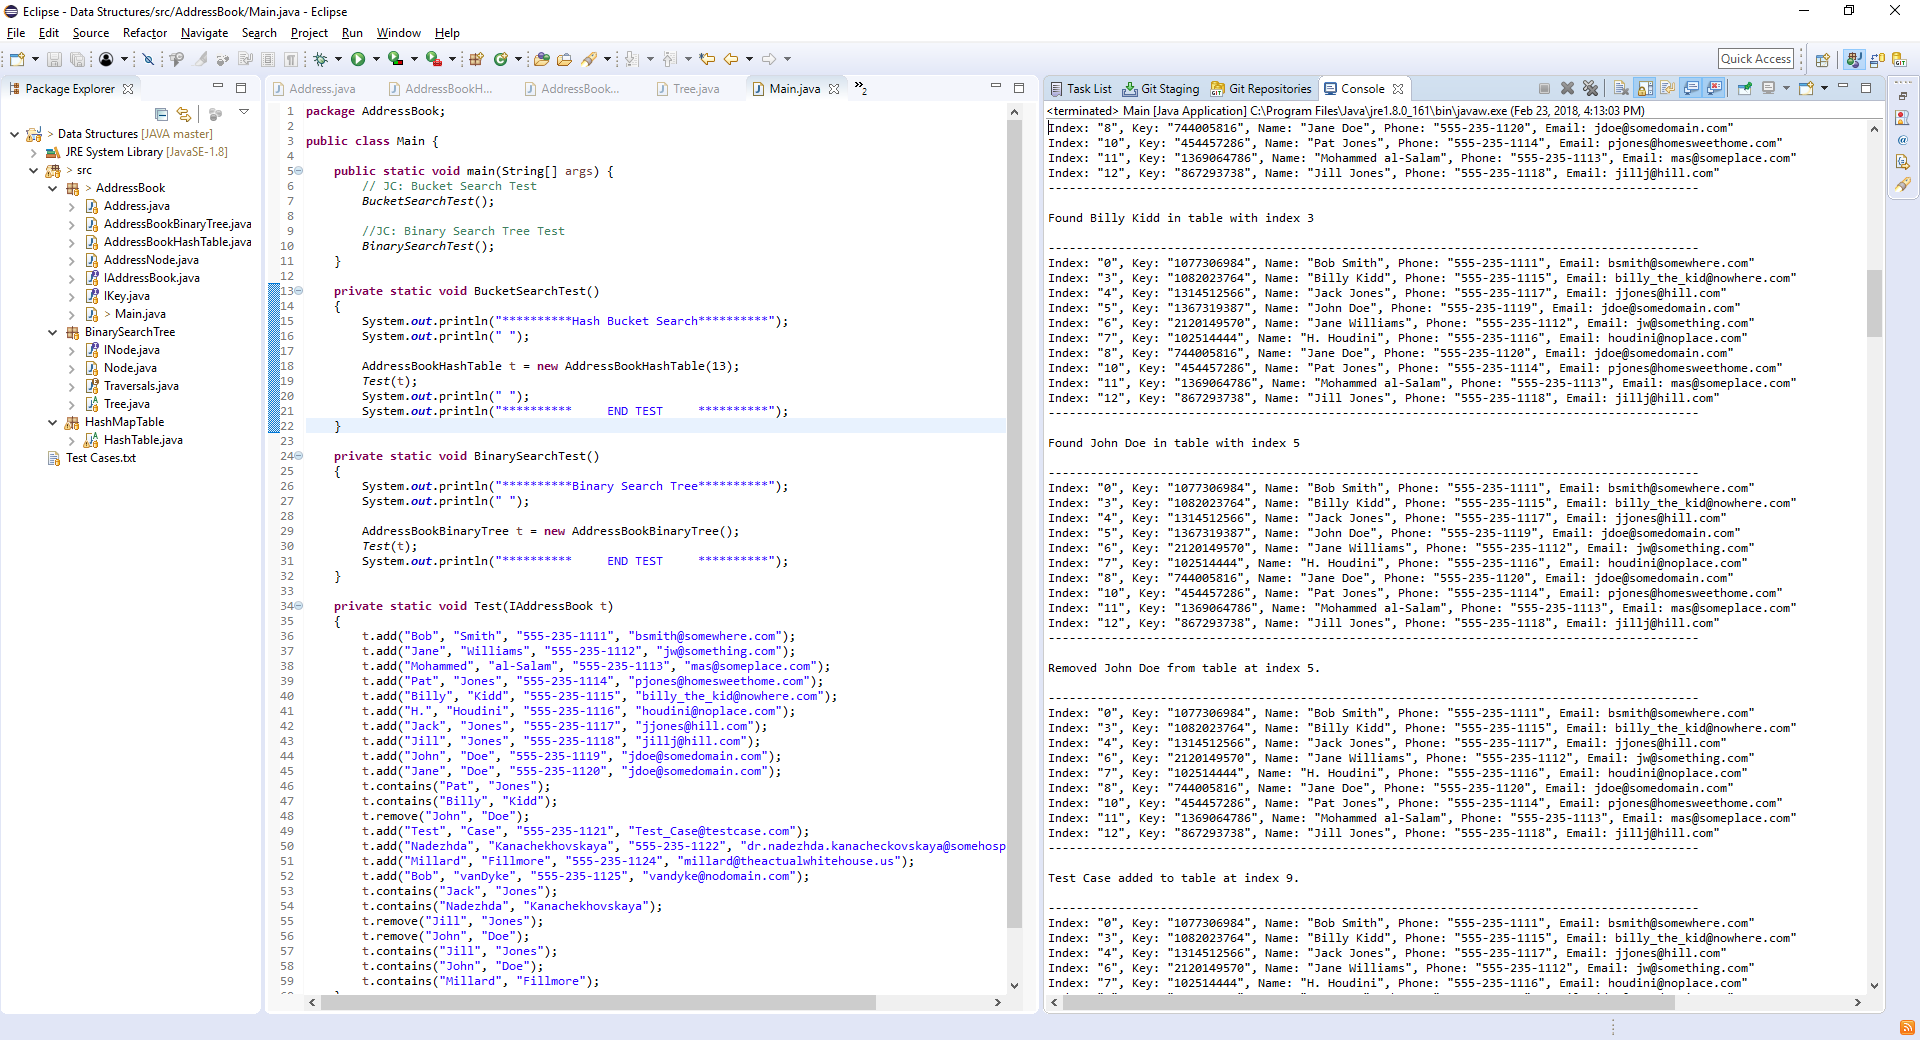 Eclipse - Data Structures/src/AddressBook/Main.java - Eclipse
File Edit Source Refactor Navigate Search Project Run Window Help
Quick Access
Package Explorer
> Data Structures [JAVA master]
JRE System Library [JavaSE-1.8]
> src
> AddressBook
Address.java
AddressBookBinaryTree.java
AddressBookHashTable.java
AddressNode.java
IAddressBook.java
IKey.java
> Main.java
BinarySearchTree
INode.java
Node.java
Traversals.java
Tree.java
HashMapTable
HashTable.java
Test Cases.txt
Address.java AddressBookH... AddressBook... Tree.java Main.java »2
1 package AddressBook;
2
3 public class Main {
4
5 public static void main(String[] args) {
6 // JC: Bucket Search Test
7 BucketSearchTest();
8
9 //JC: Binary Search Tree Test
10 BinarySearchTest();
11 }
12
13 private static void BucketSearchTest()
14 {
15 System.out.println("**********Hash Bucket Search**********");
16 System.out.println(" ");
17
18 AddressBookHashTable t = new AddressBookHashTable(13);
19 Test(t);
20 System.out.println(" ");
21 System.out.println("********** END TEST **********");
22 }
23
24 private static void BinarySearchTest()
25 {
26 System.out.println("**********Binary Search Tree**********");
27 System.out.println(" ");
28
29 AddressBookBinaryTree t = new AddressBookBinaryTree();
30 Test(t);
31 System.out.println("********** END TEST **********");
32 }
33
34 private static void Test(IAddressBook t)
35 {
36 t.add("Bob", "Smith", "555-235-1111", "bsmith@somewhere.com");
37 t.add("Jane", "Williams", "555-235-1112", "jw@something.com");
38 t.add("Mohammed", "al-Salam", "555-235-1113", "mas@someplace.com");
39 t.add("Pat", "Jones", "555-235-1114", "pjones@homesweethome.com");
40 t.add("Billy", "Kidd", "555-235-1115", "billy_the_kid@nowhere.com");
41 t.add("H.", "Houdini", "555-235-1116", "houdini@noplace.com");
42 t.add("Jack", "Jones", "555-235-1117", "jjones@hill.com");
43 t.add("Jill", "Jones", "555-235-1118", "jillj@hill.com");
44 t.add("John", "Doe", "555-235-1119", "jdoe@somedomain.com");
45 t.add("Jane", "Doe", "555-235-1120", "jdoe@somedomain.com");
46 t.contains("Pat", "Jones");
47 t.contains("Billy", "Kidd");
48 t.remove("John", "Doe");
49 t.add("Test", "Case", "555-235-1121", "Test_Case@testcase.com");
50 t.add("Nadezhda", "Kanachekhovskaya", "555-235-1122", "dr.nadezhda.kanacheckovskaya@somehosp
51 t.add("Millard", "Fillmore", "555-235-1124", "millard@theactualwhitehouse.us");
52 t.add("Bob", "vanDyke", "555-235-1125", "vandyke@nodomain.com");
53 t.contains("Jack", "Jones");
54 t.contains("Nadezhda", "Kanachekhovskaya");
55 t.remove("Jill", "Jones");
56 t.remove("John", "Doe");
57 t.contains("Jill", "Jones");
58 t.contains("John", "Doe");
59 t.contains("Millard", "Fillmore");
Task List Git Staging Git Repositories Console
<terminated> Main [Java Application] C:\Program Files\Java\jre1.8.0_161\bin\javaw.exe (Feb 23, 2018, 4:13:03 PM)
Index: "8", Key: "744005816", Name: "Jane Doe", Phone: "555-235-1120", Email: jdoe@somedomain.com"
Index: "10", Key: "454457286", Name: "Pat Jones", Phone: "555-235-1114", Email: pjones@homesweethome.com"
Index: "11", Key: "1369064786", Name: "Mohammed al-Salam", Phone: "555-235-1113", Email: mas@someplace.com"
Index: "12", Key: "867293738", Name: "Jill Jones", Phone: "555-235-1118", Email: jillj@hill.com"
Found Billy Kidd in table with index 3
Index: "0", Key: "1077306984", Name: "Bob Smith", Phone: "555-235-1111", Email: bsmith@somewhere.com"
Index: "3", Key: "1082023764", Name: "Billy Kidd", Phone: "555-235-1115", Email: billy_the_kid@nowhere.com"
Index: "4", Key: "1314512566", Name: "Jack Jones", Phone: "555-235-1117", Email: jjones@hill.com"
Index: "5", Key: "1367319387", Name: "John Doe", Phone: "555-235-1119", Email: jdoe@somedomain.com"
Index: "6", Key: "2120149570", Name: "Jane Williams", Phone: "555-235-1112", Email: jw@something.com"
Index: "7", Key: "102514444", Name: "H. Houdini", Phone: "555-235-1116", Email: houdini@noplace.com"
Index: "8", Key: "744005816", Name: "Jane Doe", Phone: "555-235-1120", Email: jdoe@somedomain.com"
Index: "10", Key: "454457286", Name: "Pat Jones", Phone: "555-235-1114", Email: pjones@homesweethome.com"
Index: "11", Key: "1369064786", Name: "Mohammed al-Salam", Phone: "555-235-1113", Email: mas@someplace.com"
Index: "12", Key: "867293738", Name: "Jill Jones", Phone: "555-235-1118", Email: jillj@hill.com"
Found John Doe in table with index 5
Index: "0", Key: "1077306984", Name: "Bob Smith", Phone: "555-235-1111", Email: bsmith@somewhere.com"
Index: "3", Key: "1082023764", Name: "Billy Kidd", Phone: "555-235-1115", Email: billy_the_kid@nowhere.com"
Index: "4", Key: "1314512566", Name: "Jack Jones", Phone: "555-235-1117", Email: jjones@hill.com"
Index: "5", Key: "1367319387", Name: "John Doe", Phone: "555-235-1119", Email: jdoe@somedomain.com"
Index: "6", Key: "2120149570", Name: "Jane Williams", Phone: "555-235-1112", Email: jw@something.com"
Index: "7", Key: "102514444", Name: "H. Houdini", Phone: "555-235-1116", Email: houdini@noplace.com"
Index: "8", Key: "744005816", Name: "Jane Doe", Phone: "555-235-1120", Email: jdoe@somedomain.com"
Index: "10", Key: "454457286", Name: "Pat Jones", Phone: "555-235-1114", Email: pjones@homesweethome.com"
Index: "11", Key: "1369064786", Name: "Mohammed al-Salam", Phone: "555-235-1113", Email: mas@someplace.com"
Index: "12", Key: "867293738", Name: "Jill Jones", Phone: "555-235-1118", Email: jillj@hill.com"
Removed John Doe from table at index 5.
Index: "0", Key: "1077306984", Name: "Bob Smith", Phone: "555-235-1111", Email: bsmith@somewhere.com"
Index: "3", Key: "1082023764", Name: "Billy Kidd", Phone: "555-235-1115", Email: billy_the_kid@nowhere.com"
Index: "4", Key: "1314512566", Name: "Jack Jones", Phone: "555-235-1117", Email: jjones@hill.com"
Index: "6", Key: "2120149570", Name: "Jane Williams", Phone: "555-235-1112", Email: jw@something.com"
Index: "7", Key: "102514444", Name: "H. Houdini", Phone: "555-235-1116", Email: houdini@noplace.com"
Index: "8", Key: "744005816", Name: "Jane Doe", Phone: "555-235-1120", Email: jdoe@somedomain.com"
Index: "10", Key: "454457286", Name: "Pat Jones", Phone: "555-235-1114", Email: pjones@homesweethome.com"
Index: "11", Key: "1369064786", Name: "Mohammed al-Salam", Phone: "555-235-1113", Email: mas@someplace.com"
Index: "12", Key: "867293738", Name: "Jill Jones", Phone: "555-235-1118", Email: jillj@hill.com"
Test Case added to table at index 9.
Index: "0", Key: "1077306984", Name: "Bob Smith", Phone: "555-235-1111", Email: bsmith@somewhere.com"
Index: "3", Key: "1082023764", Name: "Billy Kidd", Phone: "555-235-1115", Email: billy_the_kid@nowhere.com"
Index: "4", Key: "1314512566", Name: "Jack Jones", Phone: "555-235-1117", Email: jjones@hill.com"
Index: "6", Key: "2120149570", Name: "Jane Williams", Phone: "555-235-1112", Email: jw@something.com"
Index: "7", Key: "102514444", Name: "H. Houdini", Phone: "555-235-1116", Email: houdini@noplace.com"